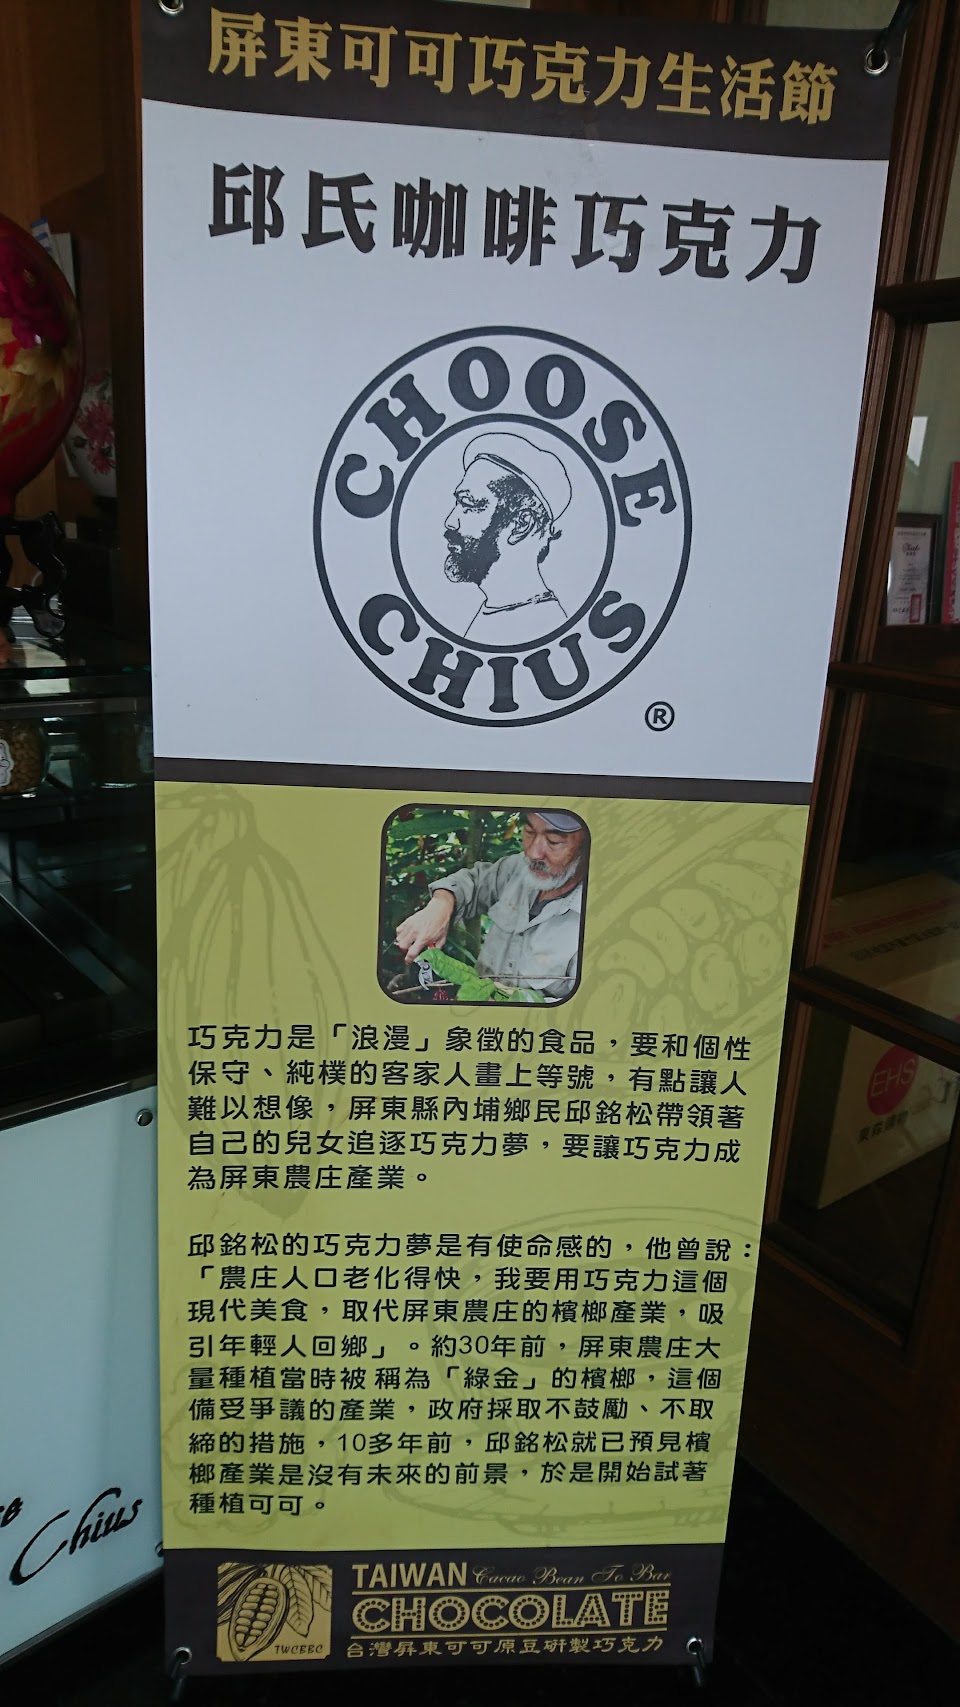 屏東可可巧克力生活節
邱氏咖啡巧克力
CHOOSE
CHIUS
®
巧克力是「浪漫」象徵的食品，要和個性
保守、純樸的客家人畫上等號，有點讓人
難以想像，屏東縣內埔鄉民邱銘松帶領著
自己的兒女追逐巧克力夢，要讓巧克力成
為屏東農庄產業。
邱銘松的巧克力夢是有使命感的，他曾說：
「農庄人口老化得快，我要用巧克力這個
現代美食，取代屏東農庄的檳榔產業，吸
引年輕人回鄉」。約30年前，屏東農庄大
量種植當時被稱為「綠金」的檳榔，這個
備受爭議的產業，政府採取不鼓勵、不取
締的措施，10多年前，邱銘松就已預見檳
榔產業是沒有未來的前景，於是開始試著
種植可可。
TAIWAN Cacao Bean To Bar
CHOCOLATE
台灣屏東可可原豆研製巧克力
TWCBBC
Chius
EHS